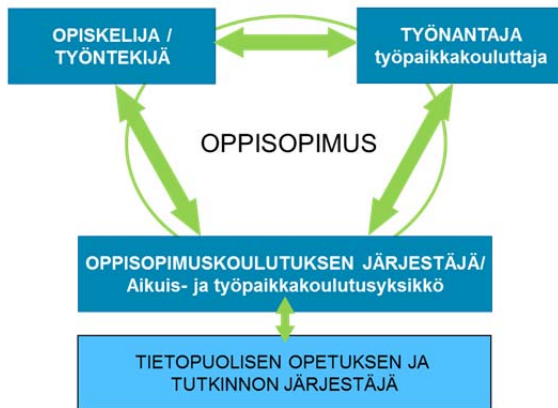 OPISKELIJA /
TYÖNTEKIJÄ
TYÖNANTAJA
työpaikkakouluttaja
OPPISOPIMUS
OPPISOPIMUSKOULUTUKSEN JÄRJESTÄJÄ/
Aikuis- ja työpaikkakoulutusyksikkö
TIETOPUOLISEN OPETUKSEN JA
TUTKINNON JÄRJESTÄJÄ